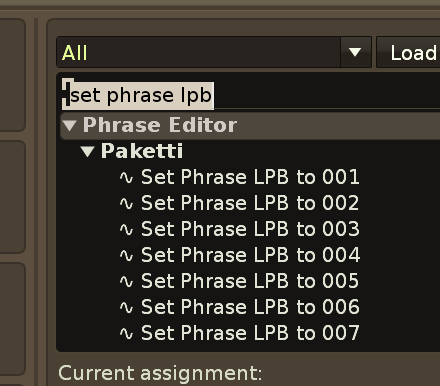 All
Load
set phrase lpb
Phrase Editor
Paketti
Set Phrase LPB to 001
Set Phrase LPB to 002
Set Phrase LPB to 003
Set Phrase LPB to 004
Set Phrase LPB to 005
Set Phrase LPB to 006
Set Phrase LPB to 007
Current assignment: